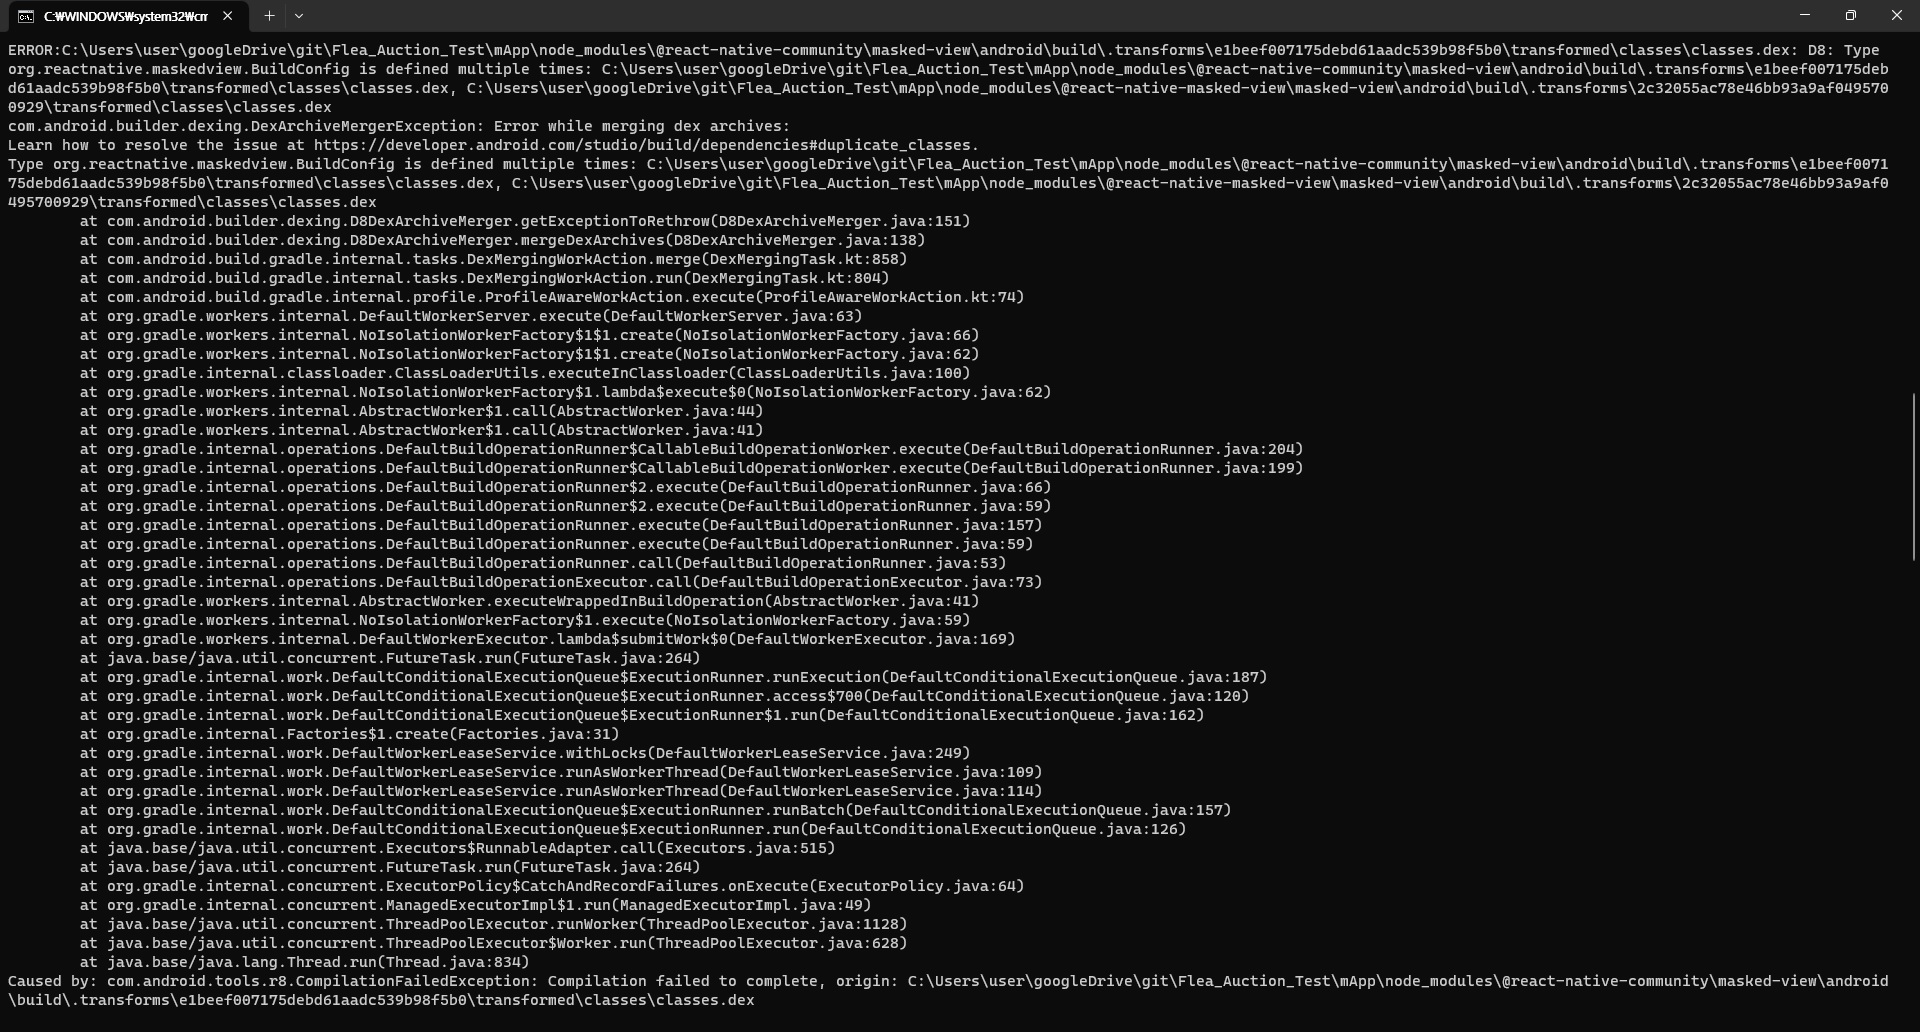 C:₩WINDOWS₩system32₩cm
ERROR:C:\Users\user\googleDrive\git\Flea_Auction_Test\mApp\node_modules\@react-native-community\masked-view\android\build\.transforms\e1beef007175debd61aadc539b98f5b0\transformed\classes\classes.dex: D8: Type
org.reactnative.maskedview.BuildConfig is defined multiple times: C:\Users\user\googleDrive\git\Flea_Auction_Test\mApp\node_modules\@react-native-community\masked-view\android\build\.transforms\e1beef007175deb
d61aadc539b98f5b0\transformed\classes\classes.dex, C:\Users\user\googleDrive\git\Flea_Auction_Test\mApp\node_modules\@react-native-masked-view\masked-view\android\build\.transforms\2c32055ac78e46bb93a9af049570
0929\transformed\classes\classes.dex
com.android.builder.dexing.DexArchiveMergerException: Error while merging dex archives:
Learn how to resolve the issue at https://developer.android.com/studio/build/dependencies#duplicate_classes.
Type org.reactnative.maskedview.BuildConfig is defined multiple times: C:\Users\user\googleDrive\git\Flea_Auction_Test\mApp\node_modules\@react-native-community\masked-view\android\build\.transforms\e1beef0071
75debd61aadc539b98f5b0\transformed\classes\classes.dex, C:\Users\user\googleDrive\git\Flea_Auction_Test\mApp\node_modules\@react-native-masked-view\masked-view\android\build\.transforms\2c32055ac78e46bb93a9af0
495700929\transformed\classes\classes.dex
at com.android.builder.dexing.D8DexArchiveMerger.getExceptionToRethrow(D8DexArchiveMerger.java:151)
at com.android.builder.dexing.D8DexArchiveMerger.mergeDexArchives(D8DexArchiveMerger.java:138)
at com.android.build.gradle.internal.tasks.DexMergingWorkAction.merge(DexMergingTask.kt:858)
at com.android.build.gradle.internal.tasks.DexMergingWorkAction.run(DexMergingTask.kt:804)
at com.android.build.gradle.internal.profile.ProfileAwareWorkAction.execute(ProfileAwareWorkAction.kt:74)
at org.gradle.workers.internal.DefaultWorkerServer.execute(DefaultWorkerServer.java:63)
at org.gradle.workers.internal.NoIsolationWorkerFactory$1$1.create(NoIsolationWorkerFactory.java:66)
at org.gradle.workers.internal.NoIsolationWorkerFactory$1$1.create(NoIsolationWorkerFactory.java:62)
at org.gradle.internal.classloader.ClassLoaderUtils.executeInClassloader(ClassLoaderUtils.java:100)
at org.gradle.workers.internal.NoIsolationWorkerFactory$1.lambda$execute$0(NoIsolationWorkerFactory.java:62)
at org.gradle.workers.internal.AbstractWorker$1.call(AbstractWorker.java:44)
at org.gradle.workers.internal.AbstractWorker$1.call(AbstractWorker.java:41)
at org.gradle.internal.operations.DefaultBuildOperationRunner$CallableBuildOperationWorker.execute(DefaultBuildOperationRunner.java:204)
at org.gradle.internal.operations.DefaultBuildOperationRunner$CallableBuildOperationWorker.execute(DefaultBuildOperationRunner.java:199)
at org.gradle.internal.operations.DefaultBuildOperationRunner$2.execute(DefaultBuildOperationRunner.java:66)
at org.gradle.internal.operations.DefaultBuildOperationRunner$2.execute(DefaultBuildOperationRunner.java:59)
at org.gradle.internal.operations.DefaultBuildOperationRunner.execute(DefaultBuildOperationRunner.java:157)
at org.gradle.internal.operations.DefaultBuildOperationRunner.execute(DefaultBuildOperationRunner.java:59)
at org.gradle.internal.operations.DefaultBuildOperationRunner.call(DefaultBuildOperationRunner.java:53)
at org.gradle.internal.operations.DefaultBuildOperationExecutor.call(DefaultBuildOperationExecutor.java:73)
at org.gradle.workers.internal.AbstractWorker.executeWrappedInBuildOperation(AbstractWorker.java:41)
at org.gradle.workers.internal.NoIsolationWorkerFactory$1.execute(NoIsolationWorkerFactory.java:59)
at org.gradle.workers.internal.DefaultWorkerExecutor.lambda$submitWork$0(DefaultWorkerExecutor.java:169)
at java.base/java.util.concurrent.FutureTask.run(FutureTask.java:264)
at org.gradle.internal.work.DefaultConditionalExecutionQueue$ExecutionRunner.runExecution(DefaultConditionalExecutionQueue.java:187)
at org.gradle.internal.work.DefaultConditionalExecutionQueue$ExecutionRunner.access$700(DefaultConditionalExecutionQueue.java:120)
at org.gradle.internal.work.DefaultConditionalExecutionQueue$ExecutionRunner$1.run(DefaultConditionalExecutionQueue.java:162)
at org.gradle.internal.Factories$1.create(Factories.java:31)
at org.gradle.internal.work.DefaultWorkerLeaseService.withLocks(DefaultWorkerLeaseService.java:249)
at org.gradle.internal.work.DefaultWorkerLeaseService.runAsWorkerThread(DefaultWorkerLeaseService.java:109)
at org.gradle.internal.work.DefaultWorkerLeaseService.runAsWorkerThread(DefaultWorkerLeaseService.java:114)
at org.gradle.internal.work.DefaultConditionalExecutionQueue$ExecutionRunner.runBatch(DefaultConditionalExecutionQueue.java:157)
at org.gradle.internal.work.DefaultConditionalExecutionQueue$ExecutionRunner.run(DefaultConditionalExecutionQueue.java:126)
at java.base/java.util.concurrent.Executors$RunnableAdapter.call(Executors.java:515)
at java.base/java.util.concurrent.FutureTask.run(FutureTask.java:264)
at org.gradle.internal.concurrent.ExecutorPolicy$CatchAndRecordFailures.onExecute(ExecutorPolicy.java:64)
at org.gradle.internal.concurrent.ManagedExecutorImpl$1.run(ManagedExecutorImpl.java:49)
at java.base/java.util.concurrent.ThreadPoolExecutor.runWorker(ThreadPoolExecutor.java:1128)
at java.base/java.util.concurrent.ThreadPoolExecutor$Worker.run(ThreadPoolExecutor.java:628)
at java.base/java.lang.Thread.run(Thread.java:834)
Caused by: com.android.tools.r8.CompilationFailedException: Compilation failed to complete, origin: C:\Users\user\googleDrive\git\Flea_Auction_Test\mApp\node_modules\@react-native-community\masked-view\android
\build\.transforms\e1beef007175debd61aadc539b98f5b0\transformed\classes\classes.dex